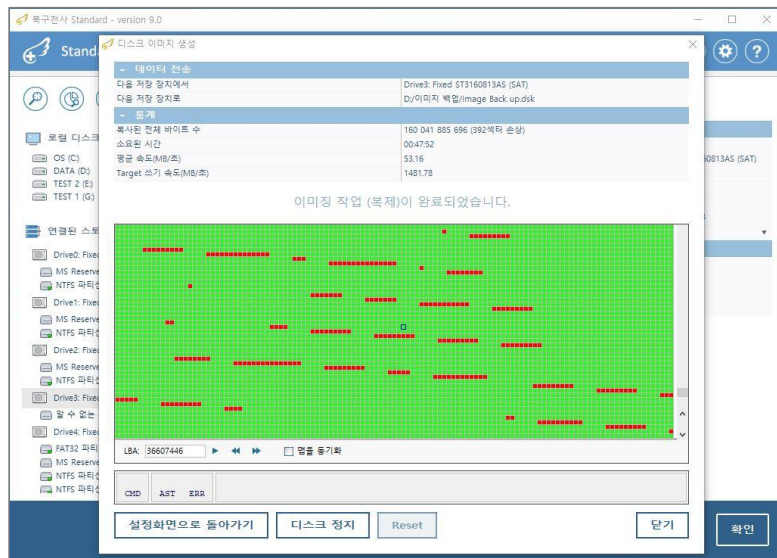 복구천사 Standard - version 9.0
Stand
디스크 이미지 생성
- 데이터 전송
다음 저장 장치에서 Drive3: Fixed ST3160813AS (SAT)
다음 저장 장치로 D:/이미지 백업/image Back up.dsk
- 통계
복사된 전체 바이트 수 160 041 885 696 (392섹터 손상)
소요된 시간 00:47:52
평균 속도(MB/초) 53.16
Target 쓰기 속도(MB/초) 1481.78
이미징 작업 (복제)이 완료되었습니다.
로컬 디스크
OS (C:)
DATA (D:)
TEST 2 (E:)
TEST 1 (G:)
연결된 스토
Drive0: Fixe
MS Reserve
NTFS 파티션
Drive1: Fixe
MS Reserve
NTFS 파티션
Drive2: Fixe
MS Reserve
NTFS 파티션
Drive3: Fixe
알 수 없는
Drive4: Fixe
FAT32 파티
MS Reserve
NTFS 파티션
NTFS 파티션
60813AS (SAT)
LBA: 36607446 맵을 동기화
CMD AST ERR
설정화면으로 돌아가기 디스크 정지 Reset 닫기
확인